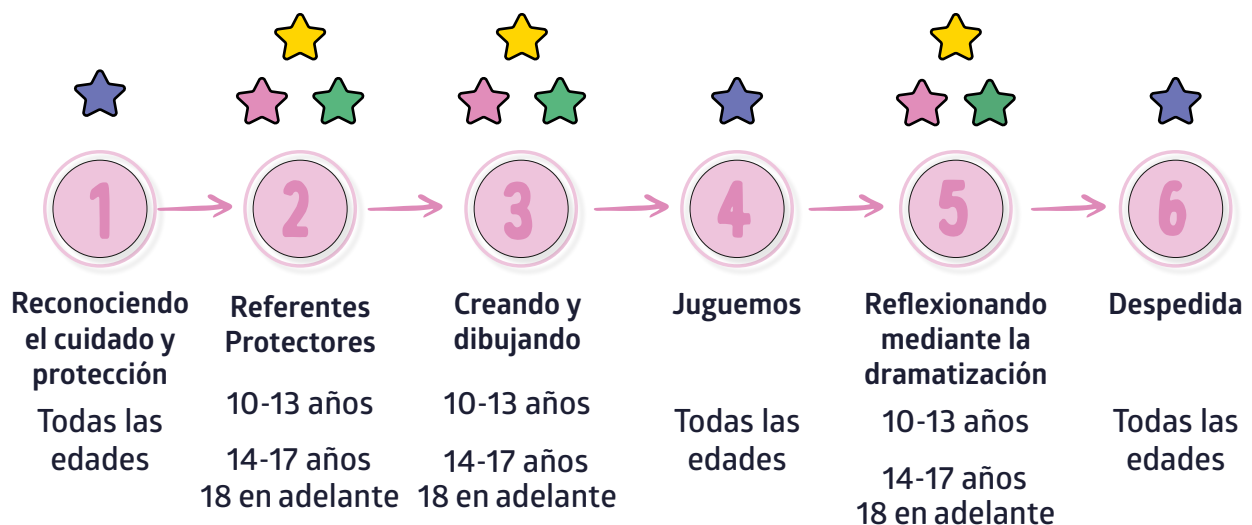 1
Reconociendo
el cuidado y
protección
Todas las
edades
2
Referentes
Protectores
10-13 años
14-17 años
18 en adelante
3
Creando y
dibujando
10-13 años
14-17 años
18 en adelante
4
Juguemos
Todas las
edades
5
Reflexionando
mediante la
dramatización
10-13 años
14-17 años
18 en adelante
6
Despedida
Todas las
edades